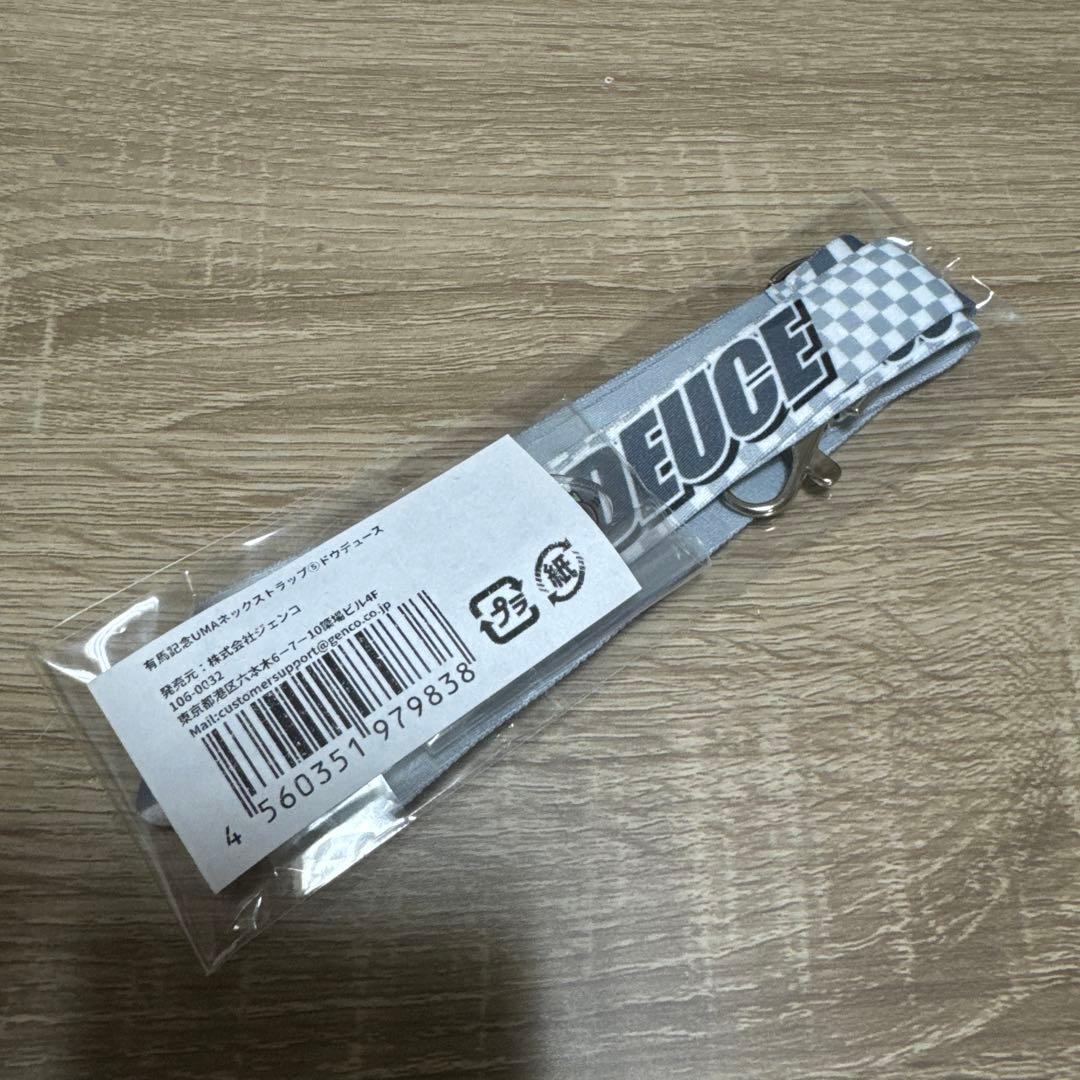 DEUCE
有馬記念UMAネックストラップ⑤ドウデュース
発売元：株式会社ジェンコ
106-0032
東京都港区六本木6－7－10簗場ビル4F
Mail:customersupport@genco.co.jp
プラ
紙
4 560351 979838